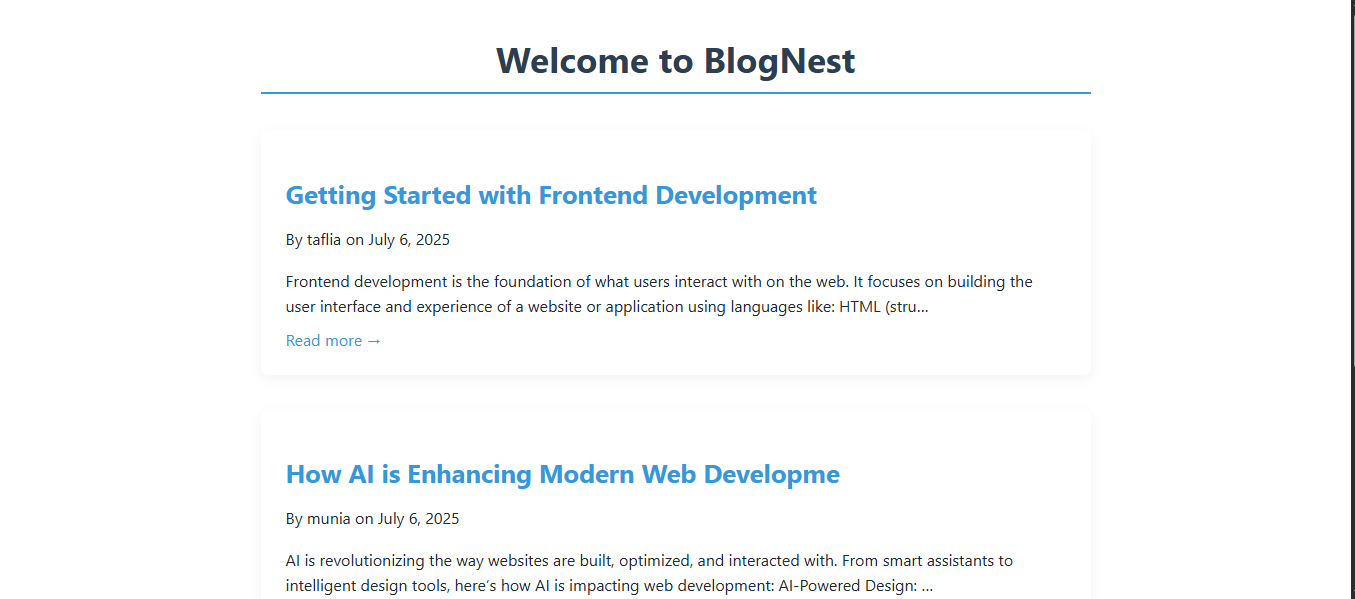 Welcome to BlogNest
Getting Started with Frontend Development
By taflia on July 6, 2025
Frontend development is the foundation of what users interact with on the web. It focuses on building the
user interface and experience of a website or application using languages like: HTML (stru...
Read more →
How AI is Enhancing Modern Web Developme
By munia on July 6, 2025
AI is revolutionizing the way websites are built, optimized, and interacted with. From smart assistants to
intelligent design tools, here’s how AI is impacting web development: AI-Powered Design: ...